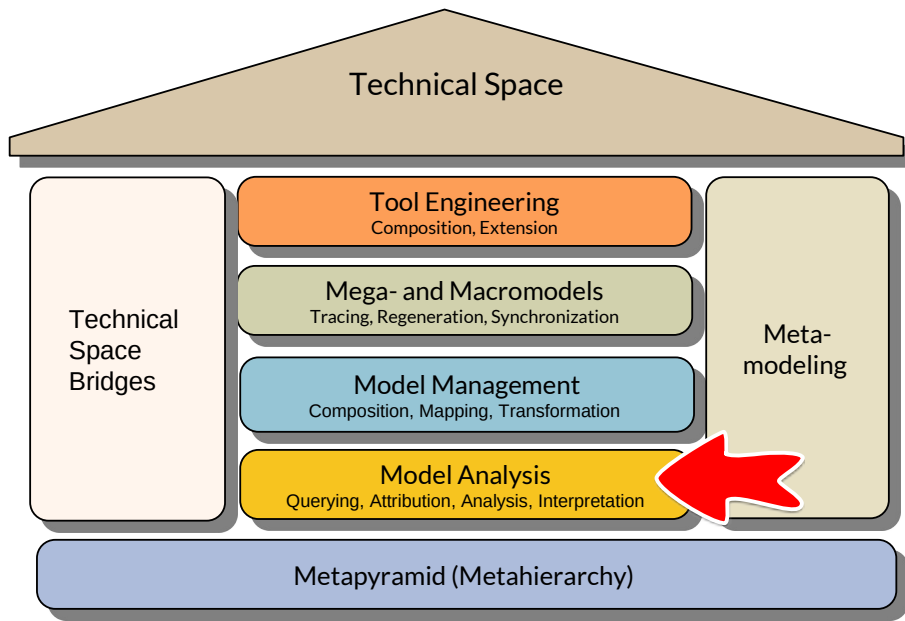 Technical Space
Tool Engineering
Composition, Extension
Mega- and Macromodels
Tracing, Regeneration, Synchronization
Technical
Space
Bridges
Meta-
modeling
Model Management
Composition, Mapping, Transformation
Model Analysis
Querying, Attribution, Analysis, Interpretation
Metapyramid (Metahierarchy)